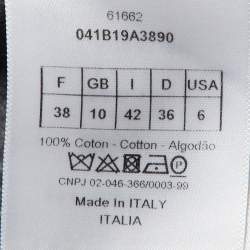 61662
041B19A3890
F GB I D USA
38 10 42 36 6
100% Coton - Cotton - Algodão
CNPJ 02-046-366/0003-99
Made In ITALY
ITALIA